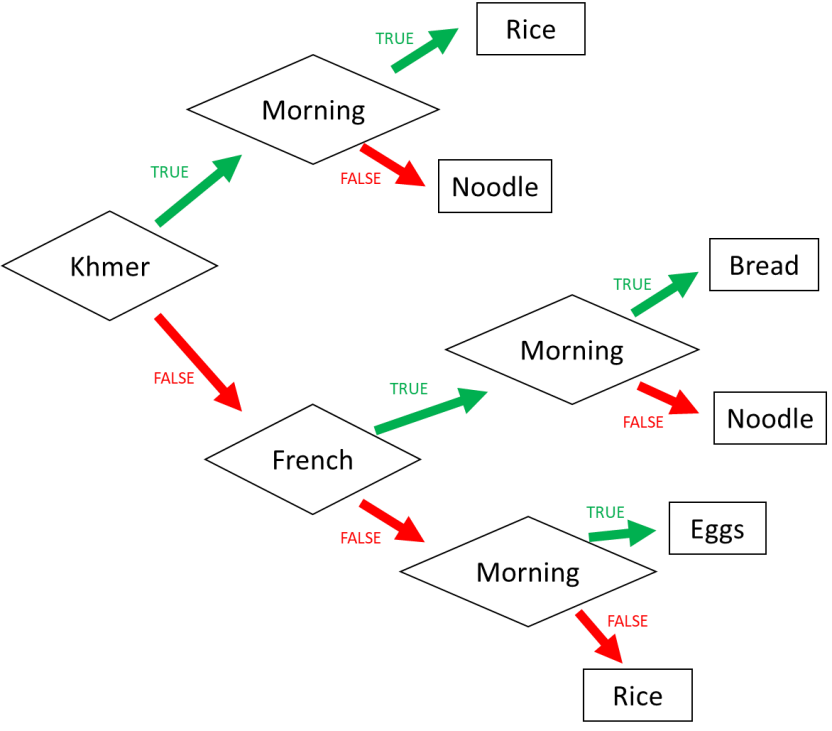 Rice
TRUE
Morning
FALSE
Noodle
TRUE
Khmer
FALSE
Bread
TRUE
Morning
TRUE
FALSE
Noodle
French
FALSE
TRUE
Eggs
Morning
FALSE
Rice